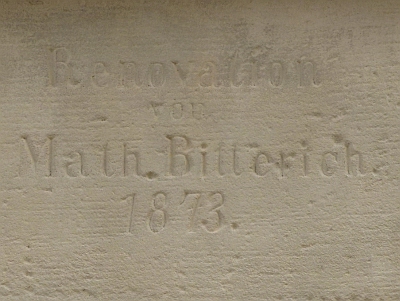 Renovation
von
Math. Bitterich.
1873.